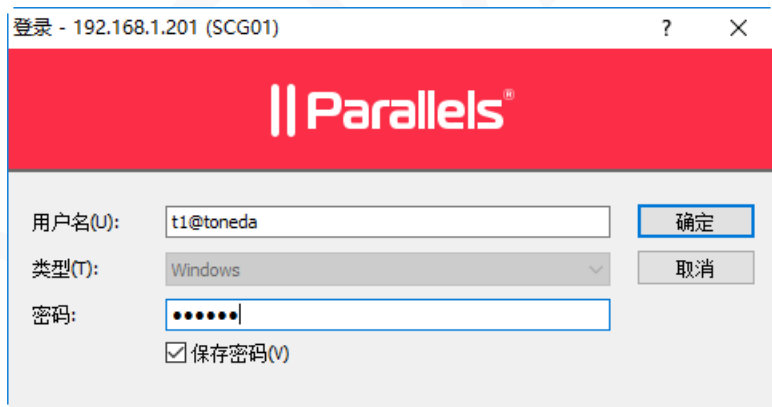 登录 - 192.168.1.201 (SCG01)
Parallels®
用户名(U): t1@toneda 确定
类型(T): Windows 取消
密码: ••••••
保存密码(V)